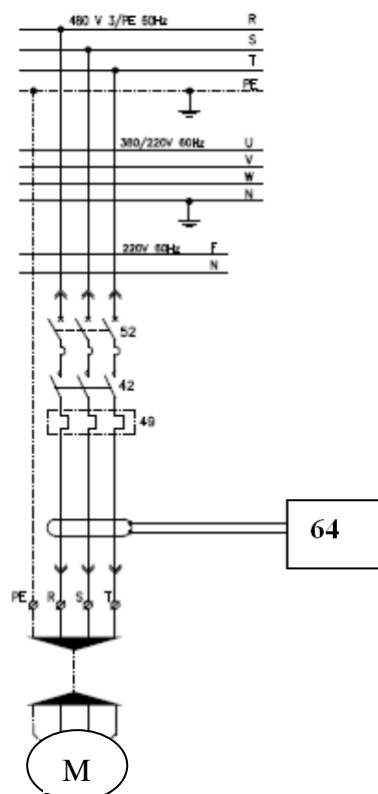 480 V 3/PE 60Hz R
S
T
PE
380/220V 60Hz U
V
W
N
220V 60Hz F
N
52
42
49
64
PE R S T
M